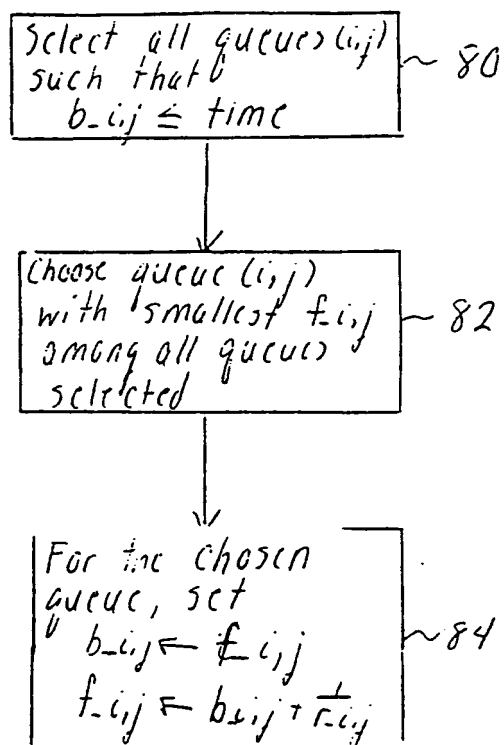 Select all queues (i,j)
such that
b_i,j ≤ time
80
Choose queue (i,j)
with smallest f_i,j
among all queues
selected
82
For the chosen
queue, set
b_i,j ← f_i,j
f_i,j ← b_i,j + 1/r_i,j
84